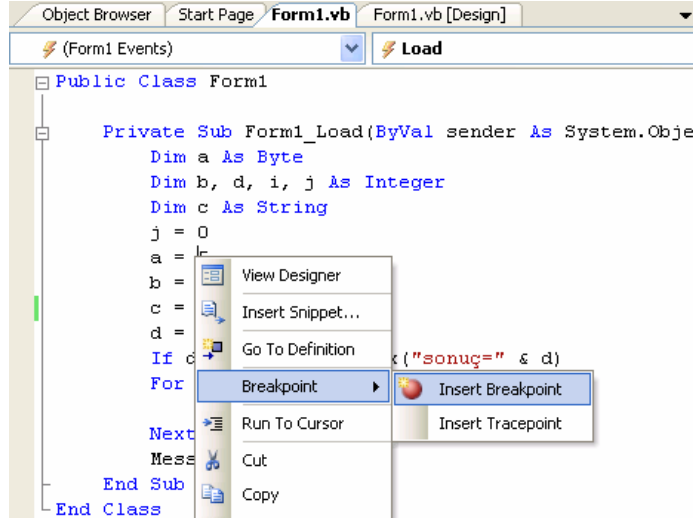 Object Browser Start Page Form1.vb Form1.vb [Design]
(Form1 Events) Load
Public Class Form1
Private Sub Form1_Load(ByVal sender As System.Obje
Dim a As Byte
Dim b, d, i, j As Integer
Dim c As String
j = 0
a =
b =
c =
d =
If d ("sonuç=" & d)
For
Next
Mess
End Sub
End Class
View Designer
Insert Snippet...
Go To Definition
Breakpoint
Run To Cursor
Cut
Copy
Insert Breakpoint
Insert Tracepoint